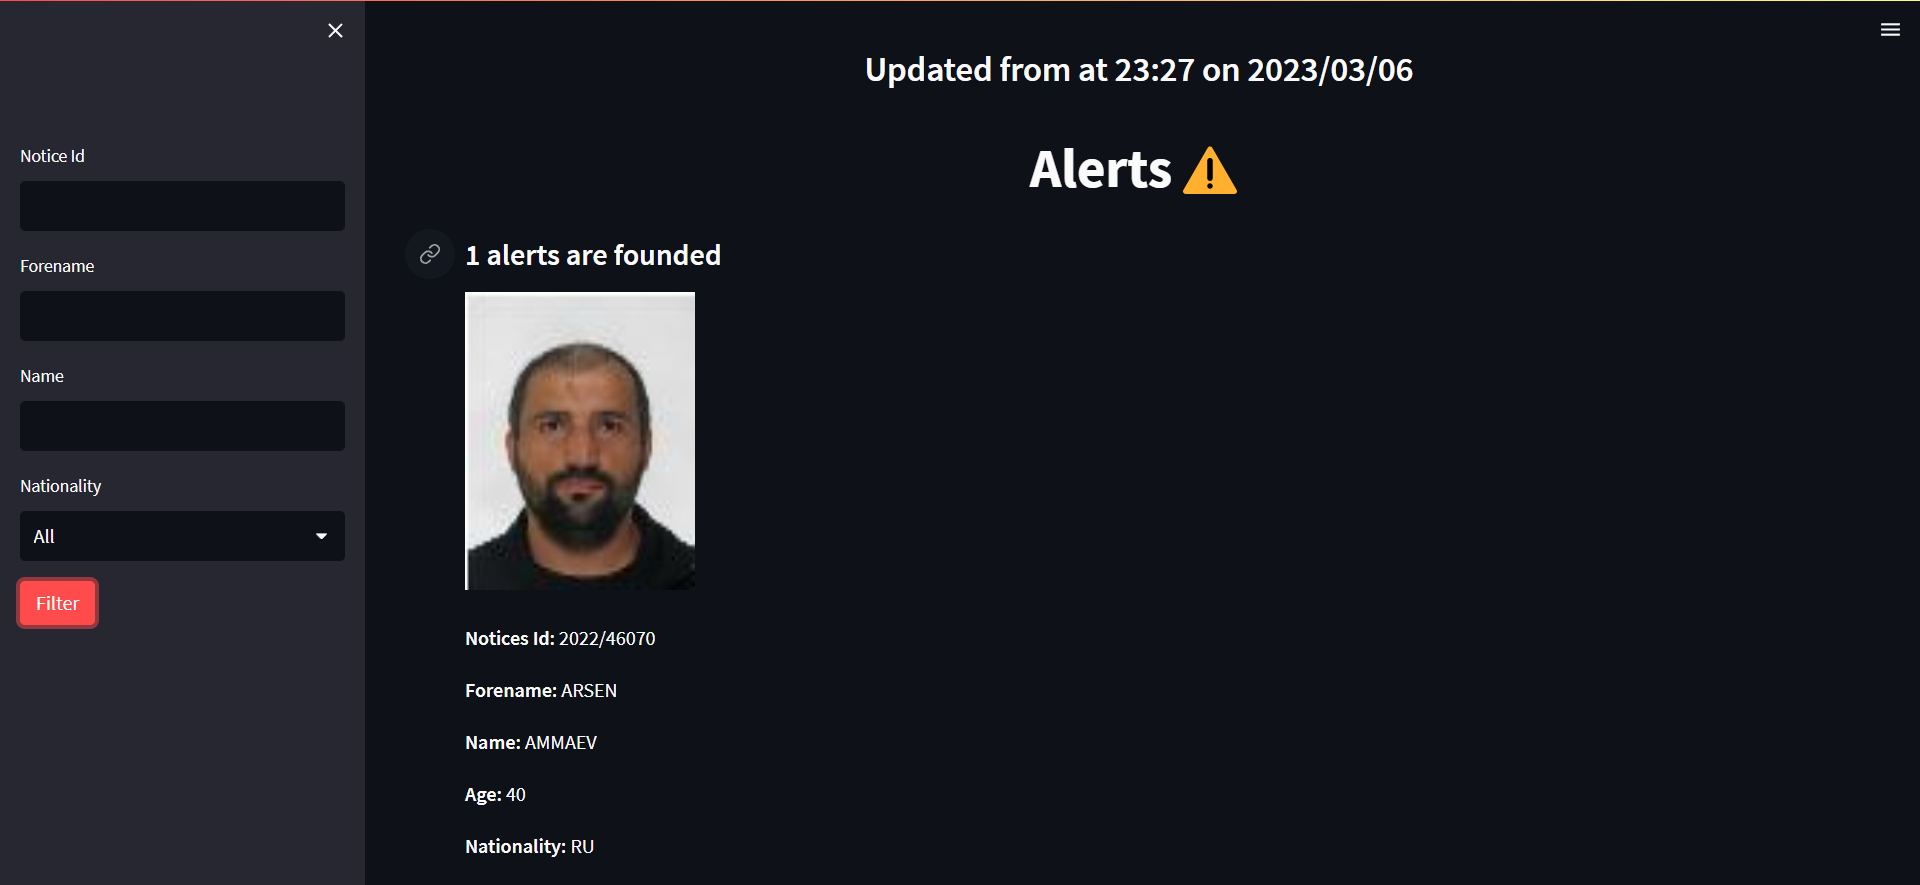 Notice Id
Forename
Name
Nationality
All
Filter
Updated from at 23:27 on 2023/03/06
Alerts
1 alerts are founded
Notices Id: 2022/46070
Forename: ARSEN
Name: AMMAEV
Age: 40
Nationality: RU